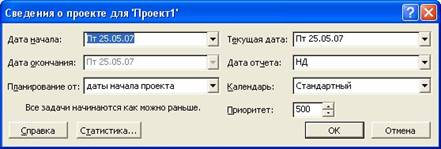 Сведения о проекте для 'Проект1'
Дата начала: Пт 25.05.07 Текущая дата: Пт 25.05.07
Дата окончания: Пт 25.05.07 Дата отчета: НД
Планирование от: даты начала проекта Календарь: Стандартный
Все задачи начинаются как можно раньше. Приоритет: 500
Справка Статистика... ОК Отмена